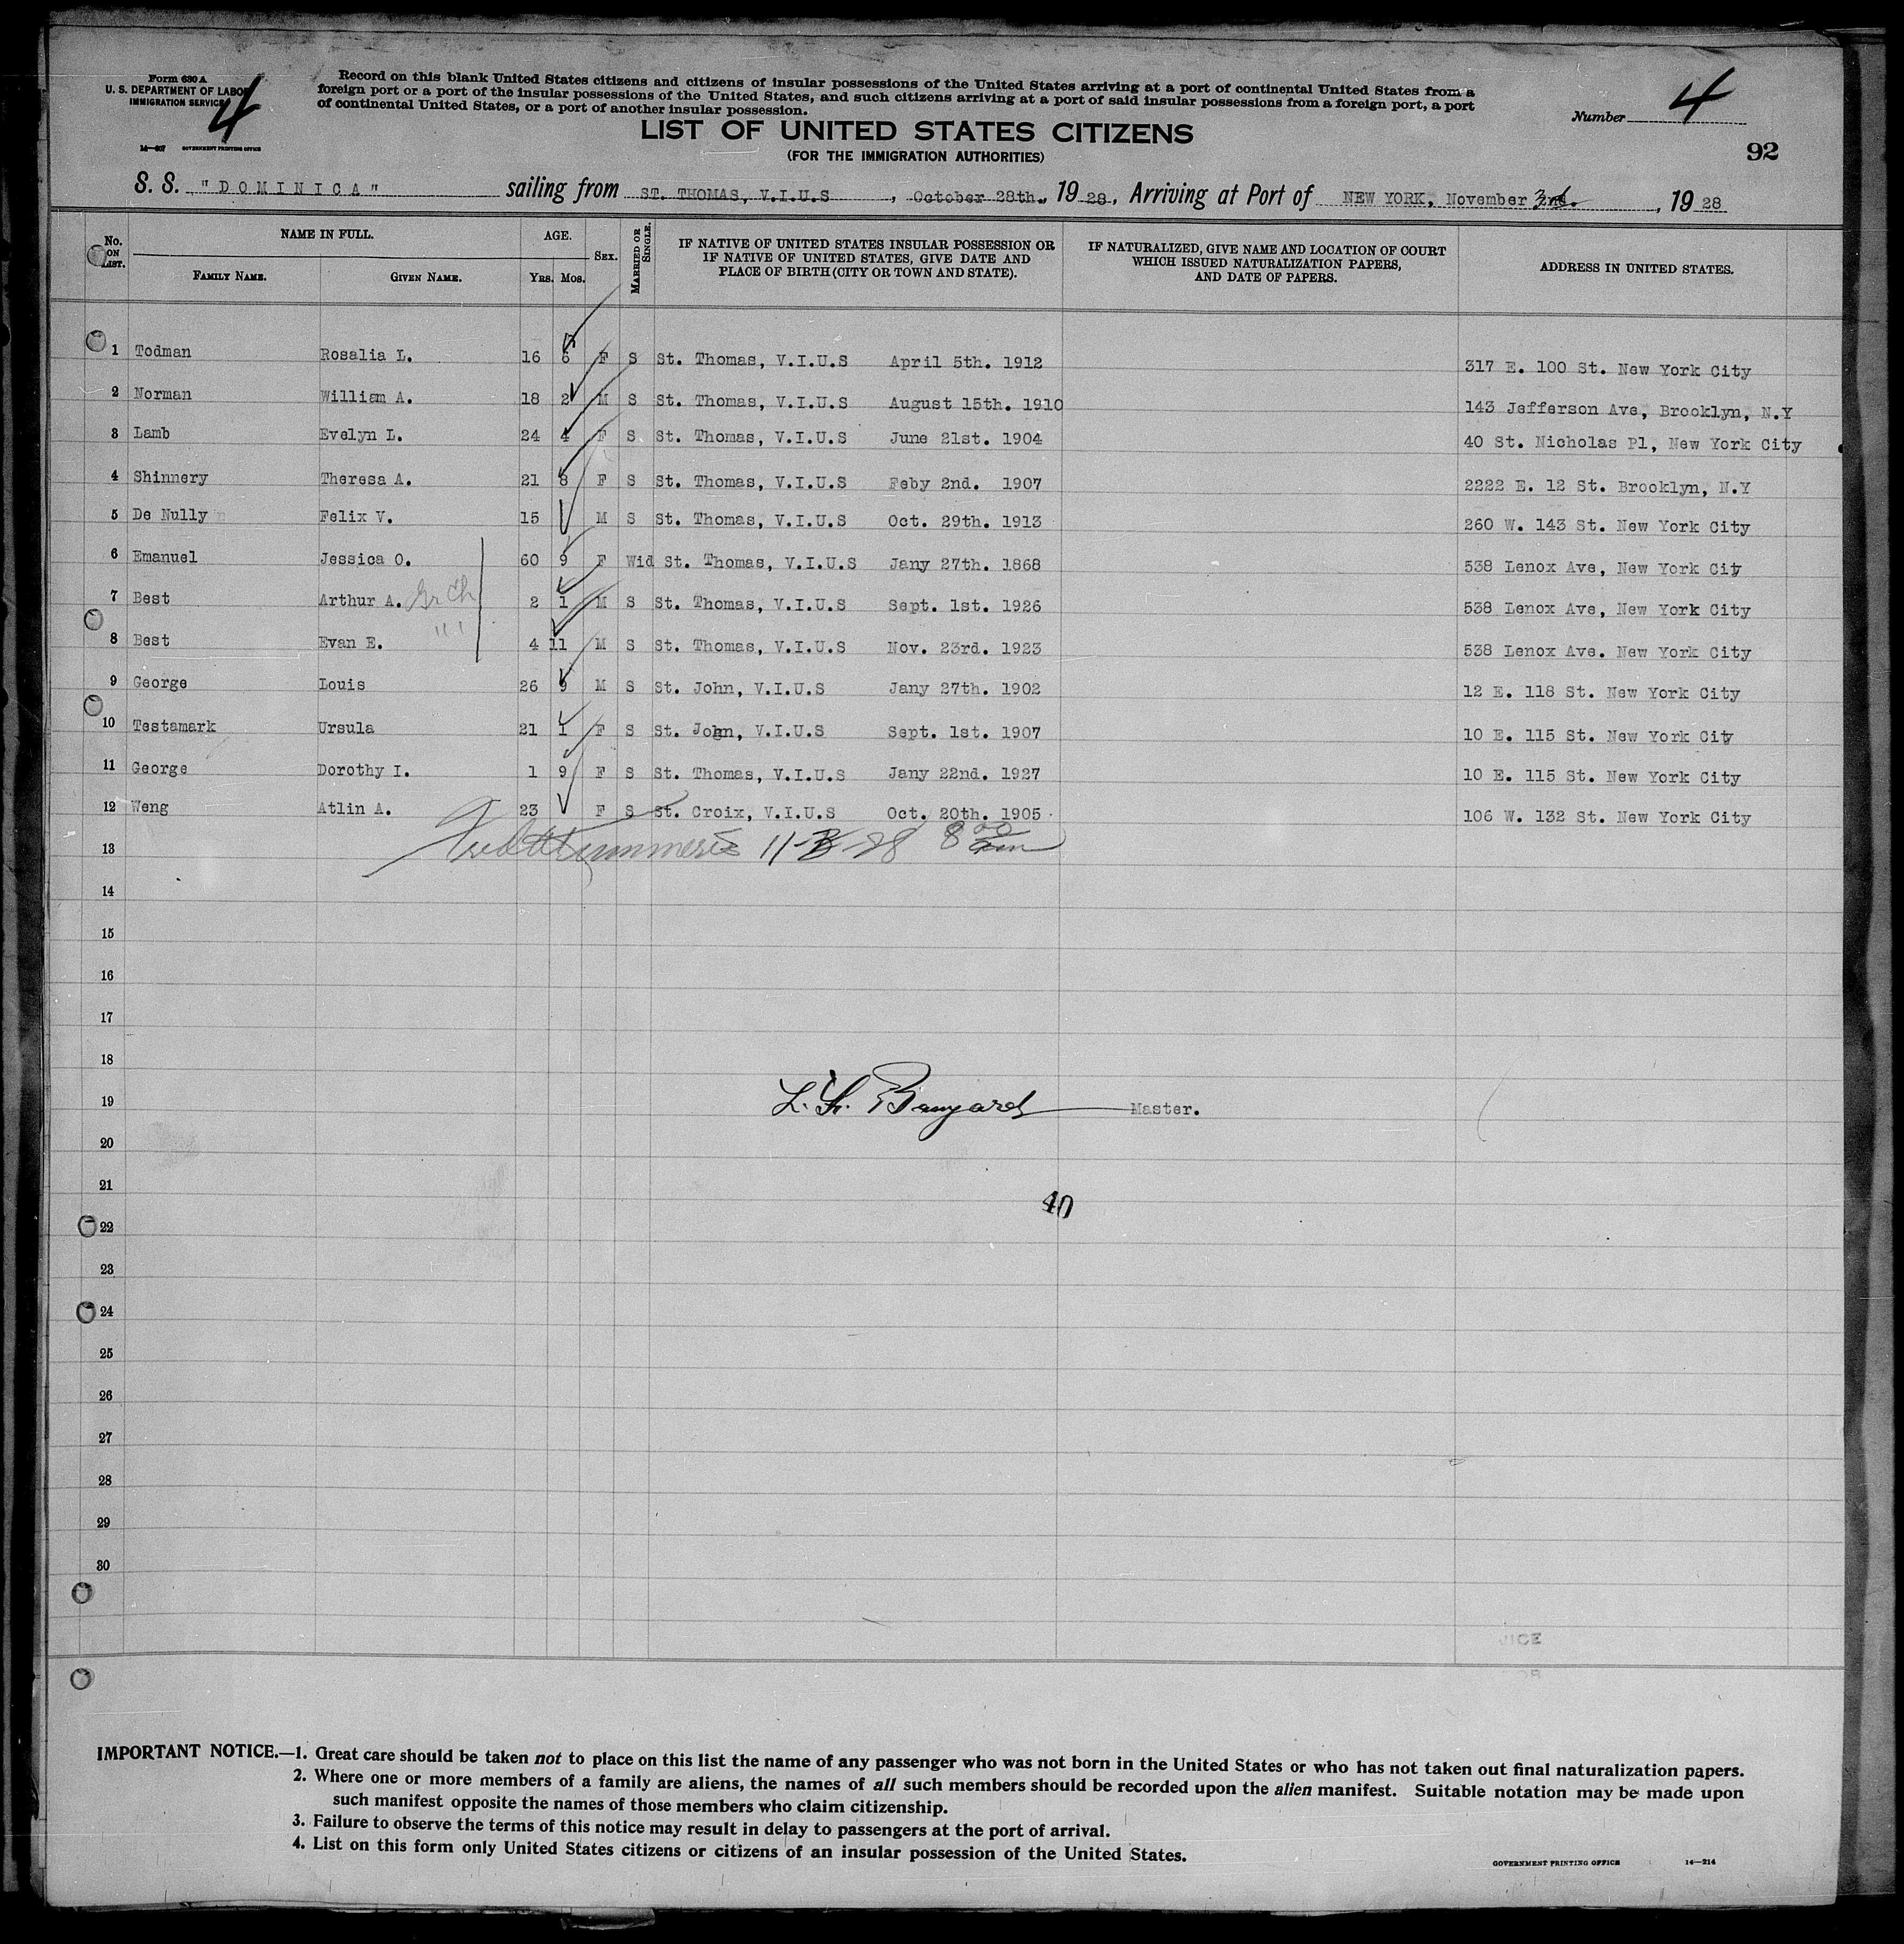 Form 630 A
U. S. DEPARTMENT OF LABOR
IMMIGRATION SERVICE
4
14—607 GOVERNMENT PRINTING OFFICE
Record on this blank United States citizens and citizens of insular possessions of the United States arriving at a port of continental United States from a
foreign port or a port of the insular possessions of the United States, and such citizens arriving at a port of said insular possessions from a foreign port, a port
of continental United States, or a port of another insular possession.
Number 4
LIST OF UNITED STATES CITIZENS
(FOR THE IMMIGRATION AUTHORITIES)
92
S. S. "DOMINICA" sailing from ST. THOMAS, V.I.U.S , October 28th., 19 28, Arriving at Port of NEW YORK, November 3rd. , 19 28
No. ON LIST. NAME IN FULL. AGE. SEX. MARRIED OR SINGLE. IF NATIVE OF UNITED STATES INSULAR POSSESSION OR IF NATIVE OF UNITED STATES, GIVE DATE AND PLACE OF BIRTH (CITY OR TOWN AND STATE). IF NATURALIZED, GIVE NAME AND LOCATION OF COURT WHICH ISSUED NATURALIZATION PAPERS, AND DATE OF PAPERS. ADDRESS IN UNITED STATES.
FAMILY NAME. GIVEN NAME. YRS. MOS.
1 Todman Rosalia L. 16 6 F S St. Thomas, V.I.U.S April 5th. 1912 317 E. 100 St. New York City
2 Norman William A. 18 2 M S St. Thomas, V.I.U.S August 15th. 1910 143 Jefferson Ave, Brooklyn, N.Y
3 Lamb Evelyn L. 24 4 F S St. Thomas, V.I.U.S June 21st. 1904 40 St. Nicholas Pl, New York City
4 Shinnery Theresa A. 21 8 F S St. Thomas, V.I.U.S Feby 2nd. 1907 2222 E. 12 St. Brooklyn, N.Y
5 De Nully Felix V. 15 M S St. Thomas, V.I.U.S Oct. 29th. 1913 260 W. 143 St. New York City
6 Emanuel Jessica O. 60 9 F Wid St. Thomas, V.I.U.S Jany 27th. 1868 538 Lenox Ave, New York City
7 Best Arthur A. Gr Ch 2 1 M S St. Thomas, V.I.U.S Sept. 1st. 1926 538 Lenox Ave, New York City
8 Best Evan E. " " 4 11 M S St. Thomas, V.I.U.S Nov. 23rd. 1923 538 Lenox Ave. New York City
9 George Louis 26 9 M S St. John, V.I.U.S Jany 27th. 1902 12 E. 118 St. New York City
10 Testamark Ursula 21 1 F S St. John, V.I.U.S Sept. 1st. 1907 10 E. 115 St. New York City
11 George Dorothy I. 1 9 F S St. Thomas, V.I.U.S Jany 22nd. 1927 10 E. 115 St. New York City
12 Weng Atlin A. 23 F S St. Croix, V.I.U.S Oct. 20th. 1905 106 W. 132 St. New York City
13 11-3-28 8 00 am
14
15
16
17
18
19 L. S. Bangard Master.
20
21
40
22
23
24
25
26
27
28
29
30
IMPORTANT NOTICE.—1. Great care should be taken not to place on this list the name of any passenger who was not born in the United States or who has not taken out final naturalization papers.
2. Where one or more members of a family are aliens, the names of all such members should be recorded upon the alien manifest. Suitable notation may be made upon
such manifest opposite the names of those members who claim citizenship.
3. Failure to observe the terms of this notice may result in delay to passengers at the port of arrival.
4. List on this form only United States citizens or citizens of an insular possession of the United States.
GOVERNMENT PRINTING OFFICE 14—214